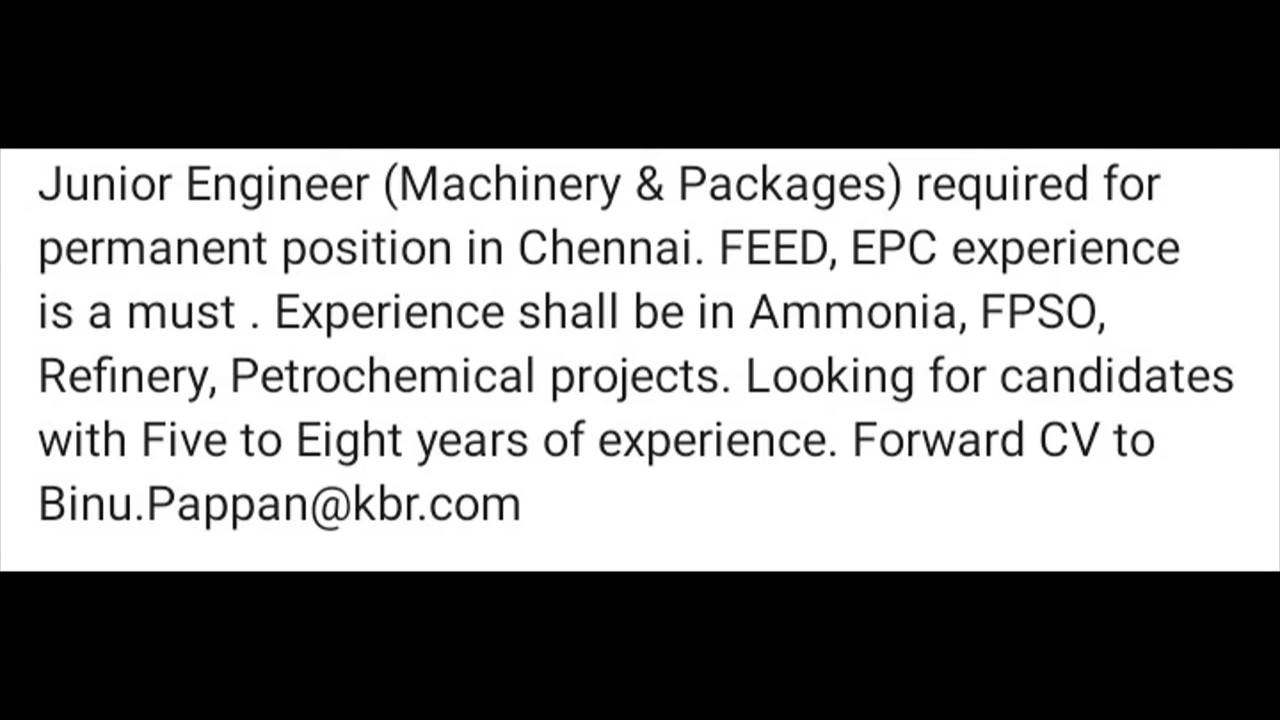 Junior Engineer (Machinery & Packages) required for
permanent position in Chennai. FEED, EPC experience
is a must . Experience shall be in Ammonia, FPSO,
Refinery, Petrochemical projects. Looking for candidates
with Five to Eight years of experience. Forward CV to
Binu.Pappan@kbr.com